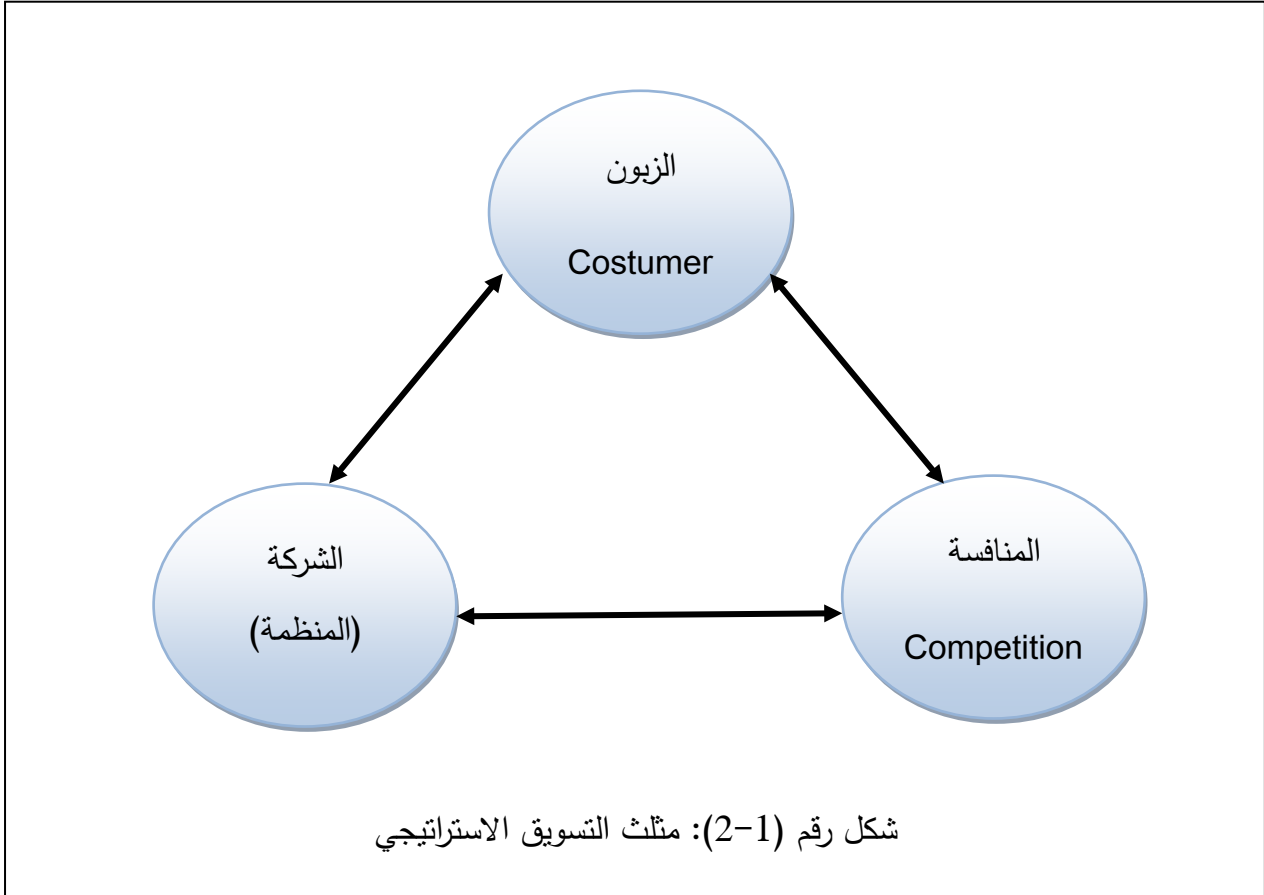 الزبون
Costumer
الشركة
(المنظمة)
المنافسة
Competition
شكل رقم (1-2): مثلث التسويق الاستراتيجي